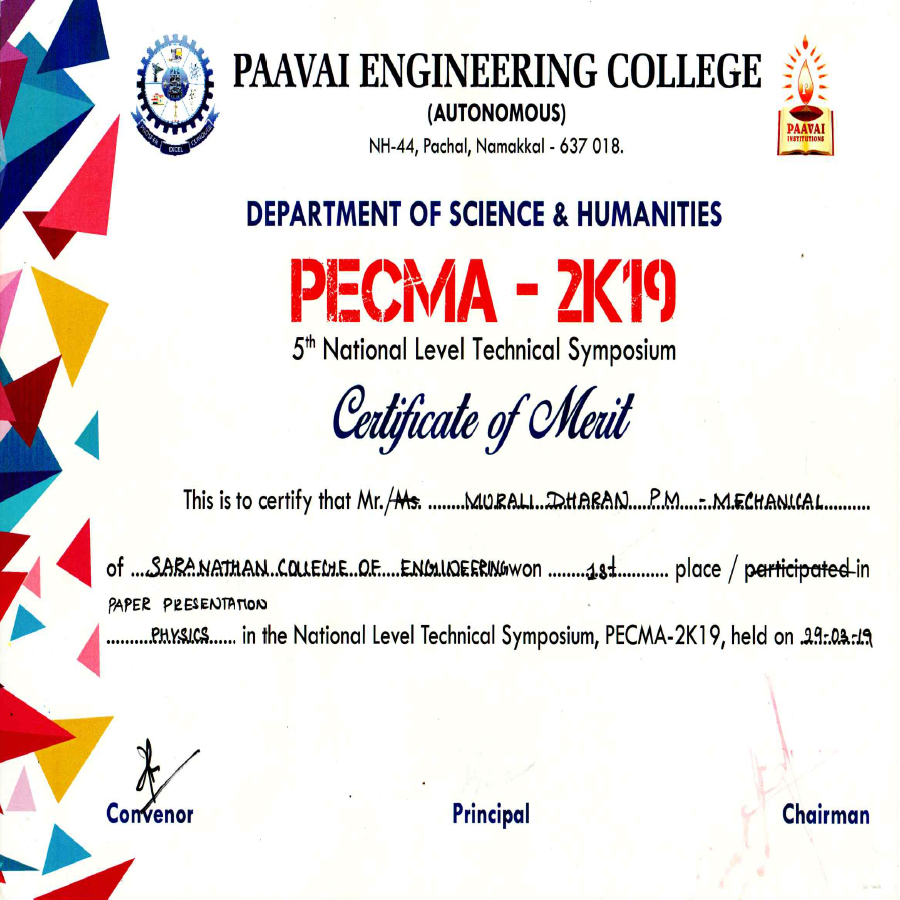 PAAVAI ENGINEERING COLLEGE
(AUTONOMOUS)
NH-44, Pachal, Namakkal - 637 018.
PROSPER EXCEL CONQUER
PAAVAI
INSTITUTIONS
DEPARTMENT OF SCIENCE & HUMANITIES
PECMA - 2K19
5th National Level Technical Symposium
Certificate of Merit
This is to certify that Mr./Ms. MURALI DHARAN P.M - MECHANICAL
of SARANATHAN COLLEGE OF ENGINEERING won 1st place / participated in
PAPER PRESENTATION
PHYSICS in the National Level Technical Symposium, PECMA-2K19, held on 29-03-19
Convenor Principal Chairman